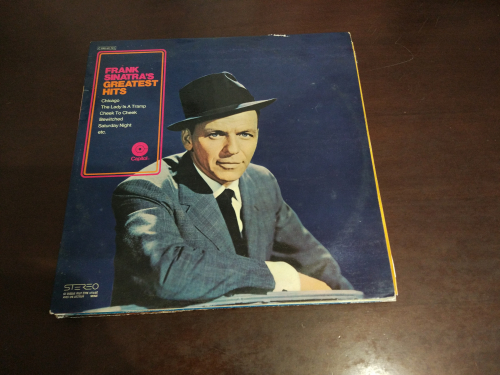 FRANK
SINATRA'S
GREATEST
HITS
Chicago
The Lady Is A Tramp
Cheek To Cheek
Bewitched
Saturday Night
etc.
Capitol
STEREO